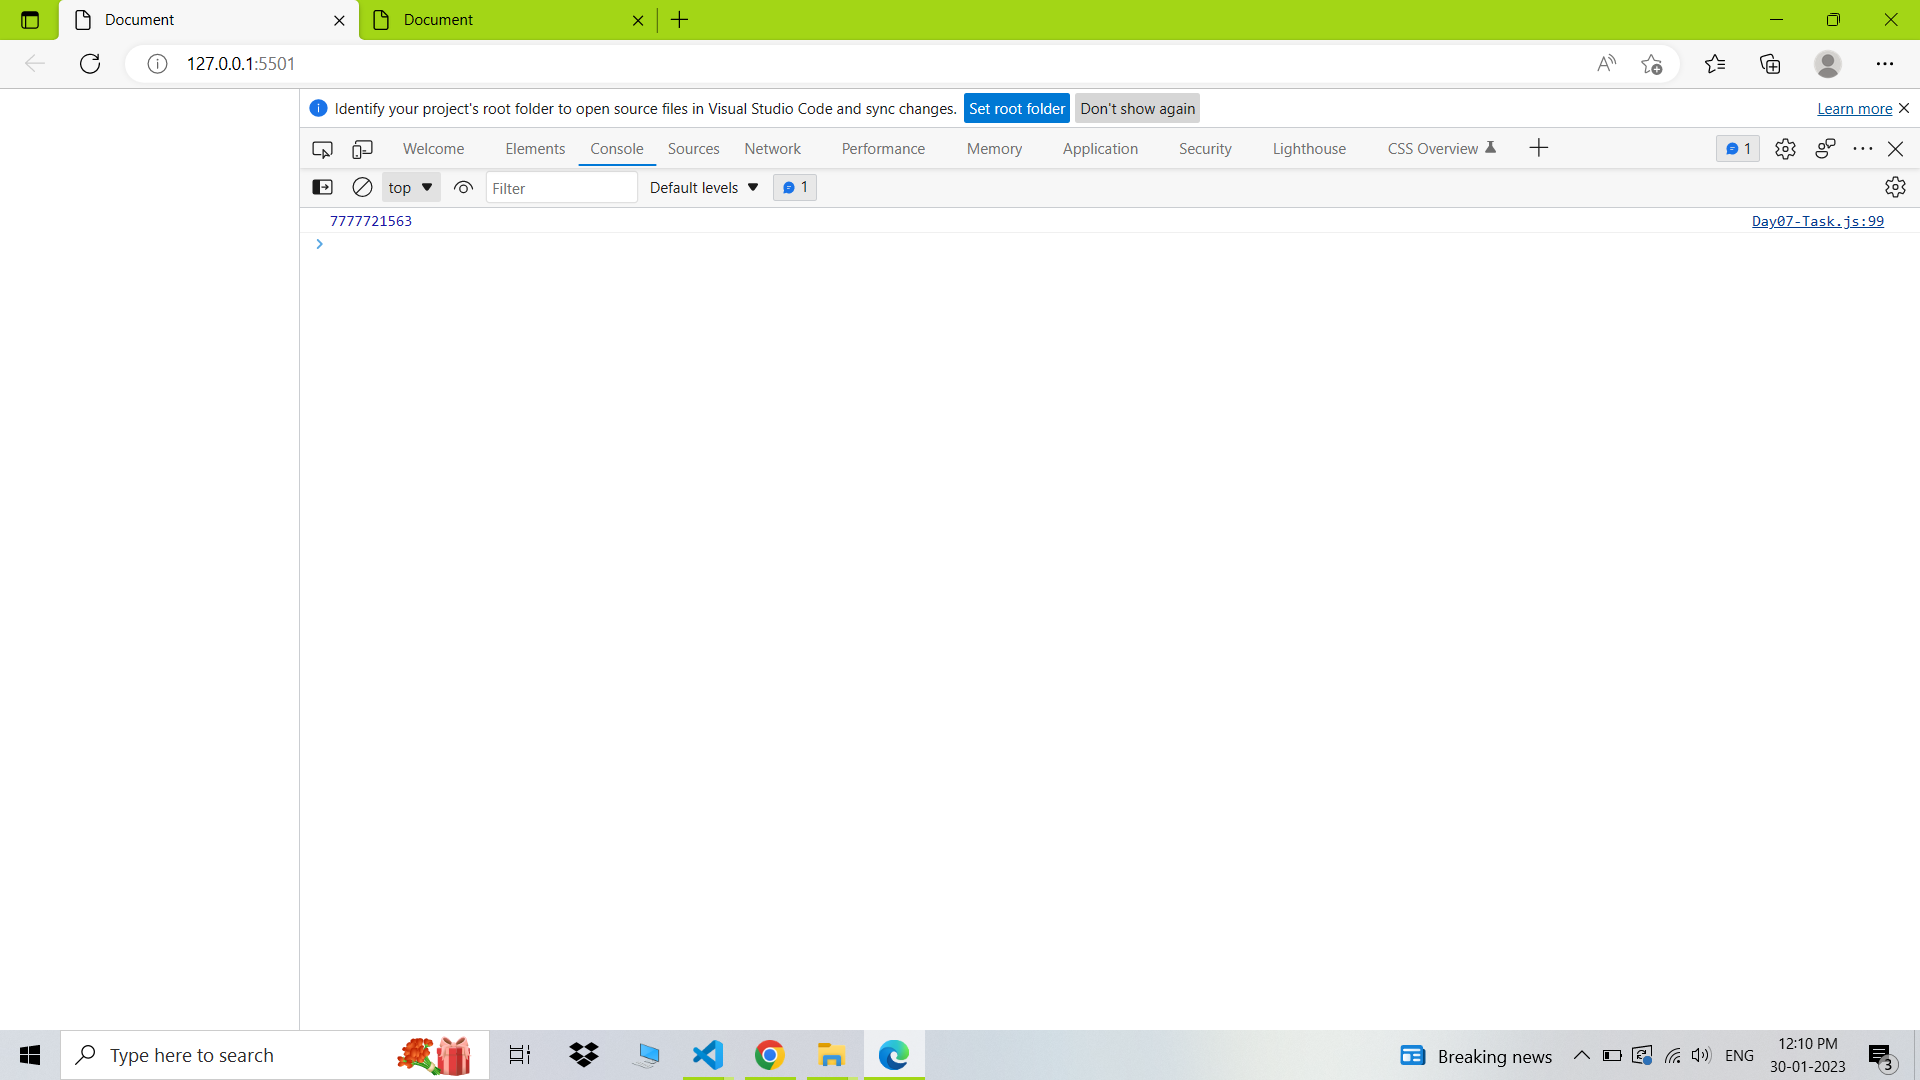 Document
Document
127.0.0.1:5501
Identify your project's root folder to open source files in Visual Studio Code and sync changes. Set root folder Don't show again Learn more
Welcome Elements Console Sources Network Performance Memory Application Security Lighthouse CSS Overview 1
top Filter Default levels 1
7777721563 Day07-Task.js:99
Type here to search
Breaking news
ENG
12:10 PM
30-01-2023
3